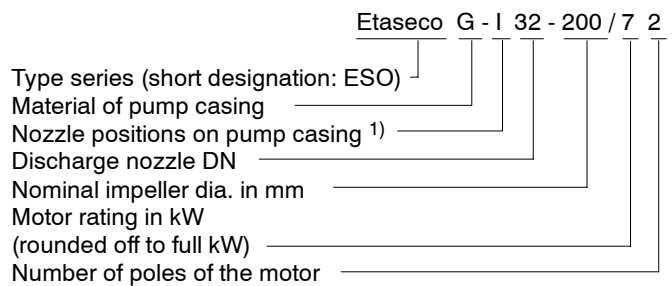 Etaseco G - I 32 - 200 / 7 2
Type series (short designation: ESO)
Material of pump casing
Nozzle positions on pump casing 1)
Discharge nozzle DN
Nominal impeller dia. in mm
Motor rating in kW
(rounded off to full kW)
Number of poles of the motor